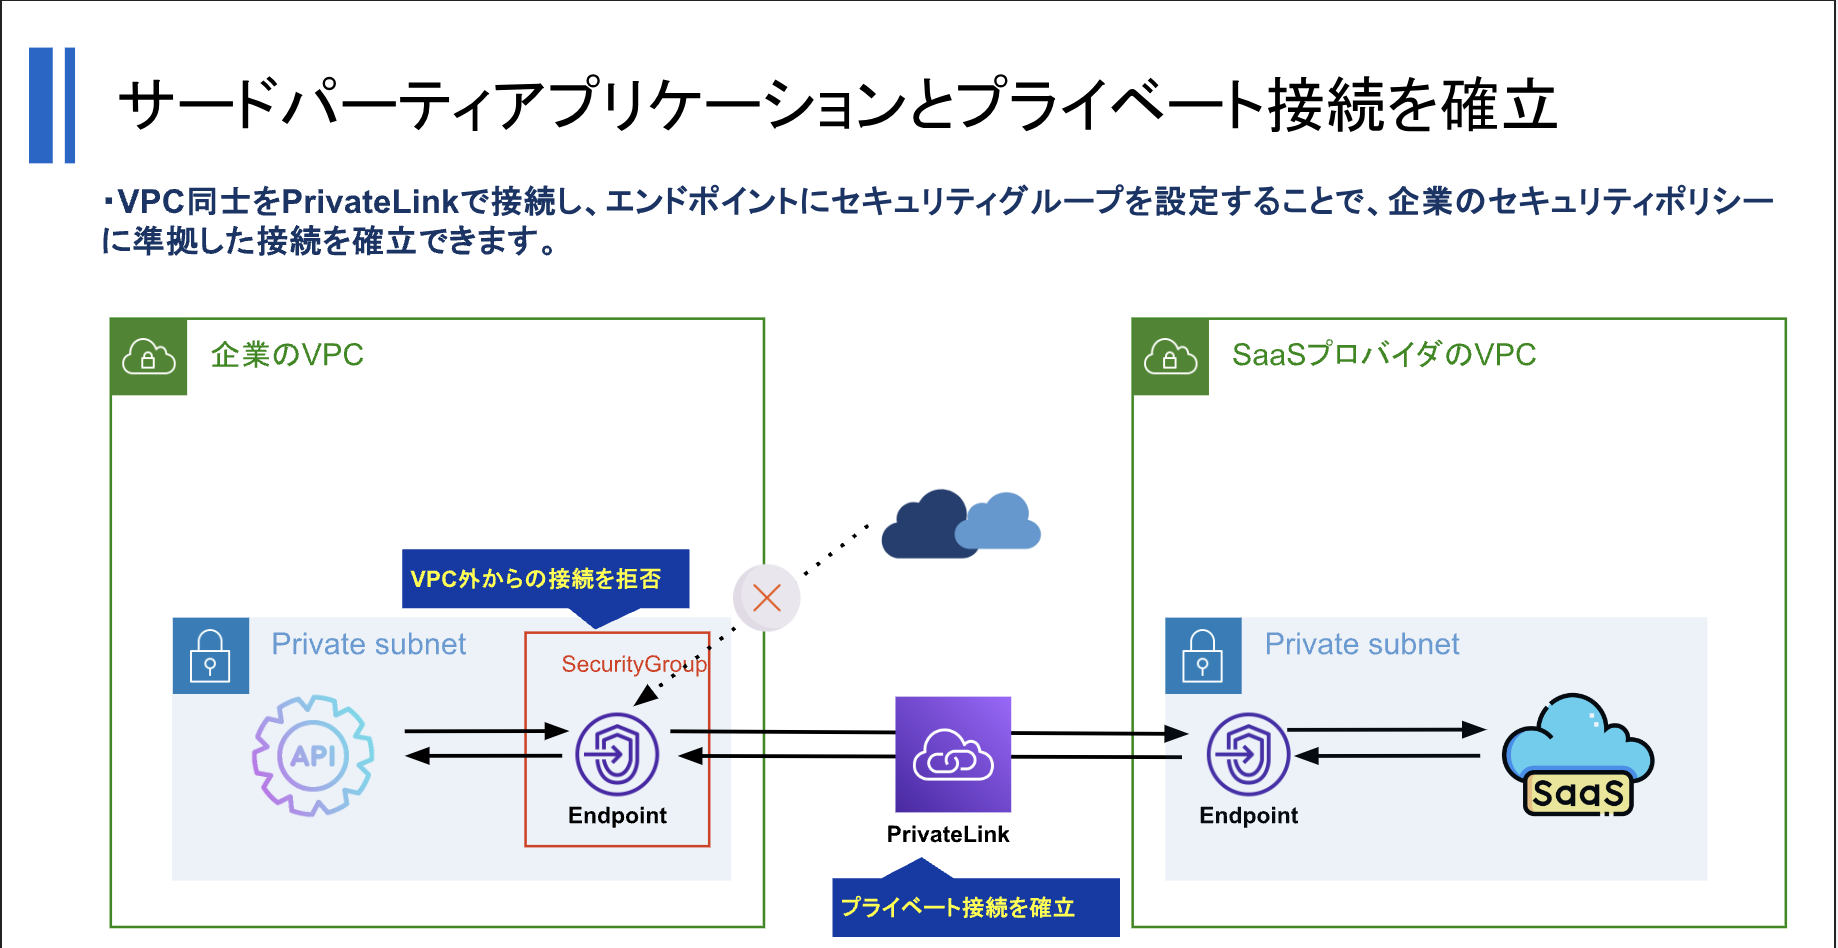 サードパーティアプリケーションとプライベート接続を確立
・VPC同士をPrivateLinkで接続し、エンドポイントにセキュリティグループを設定することで、企業のセキュリティポリシー
に準拠した接続を確立できます。
企業のVPC
SaaSプロバイダのVPC
VPC外からの接続を拒否
Private subnet
SecurityGroup
Private subnet
API
SaaS
Endpoint
Endpoint
PrivateLink
プライベート接続を確立